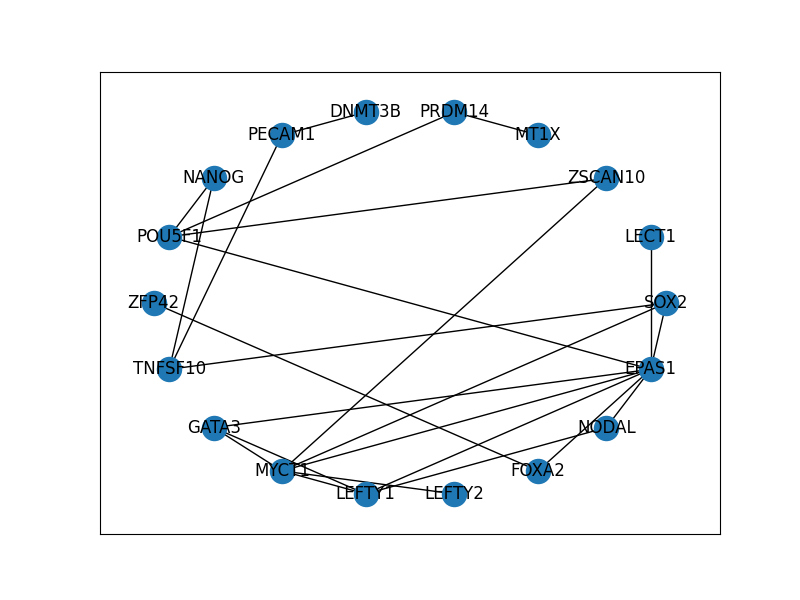 DNMT3B PRDM14
PECAM1 MT1X
NANOG ZSCAN10
POU5F1 LECT1
ZFP42 SOX2
TNFSF10 EPAS1
GATA3 NODAL
MYCT1 FOXA2
LEFTY1 LEFTY2